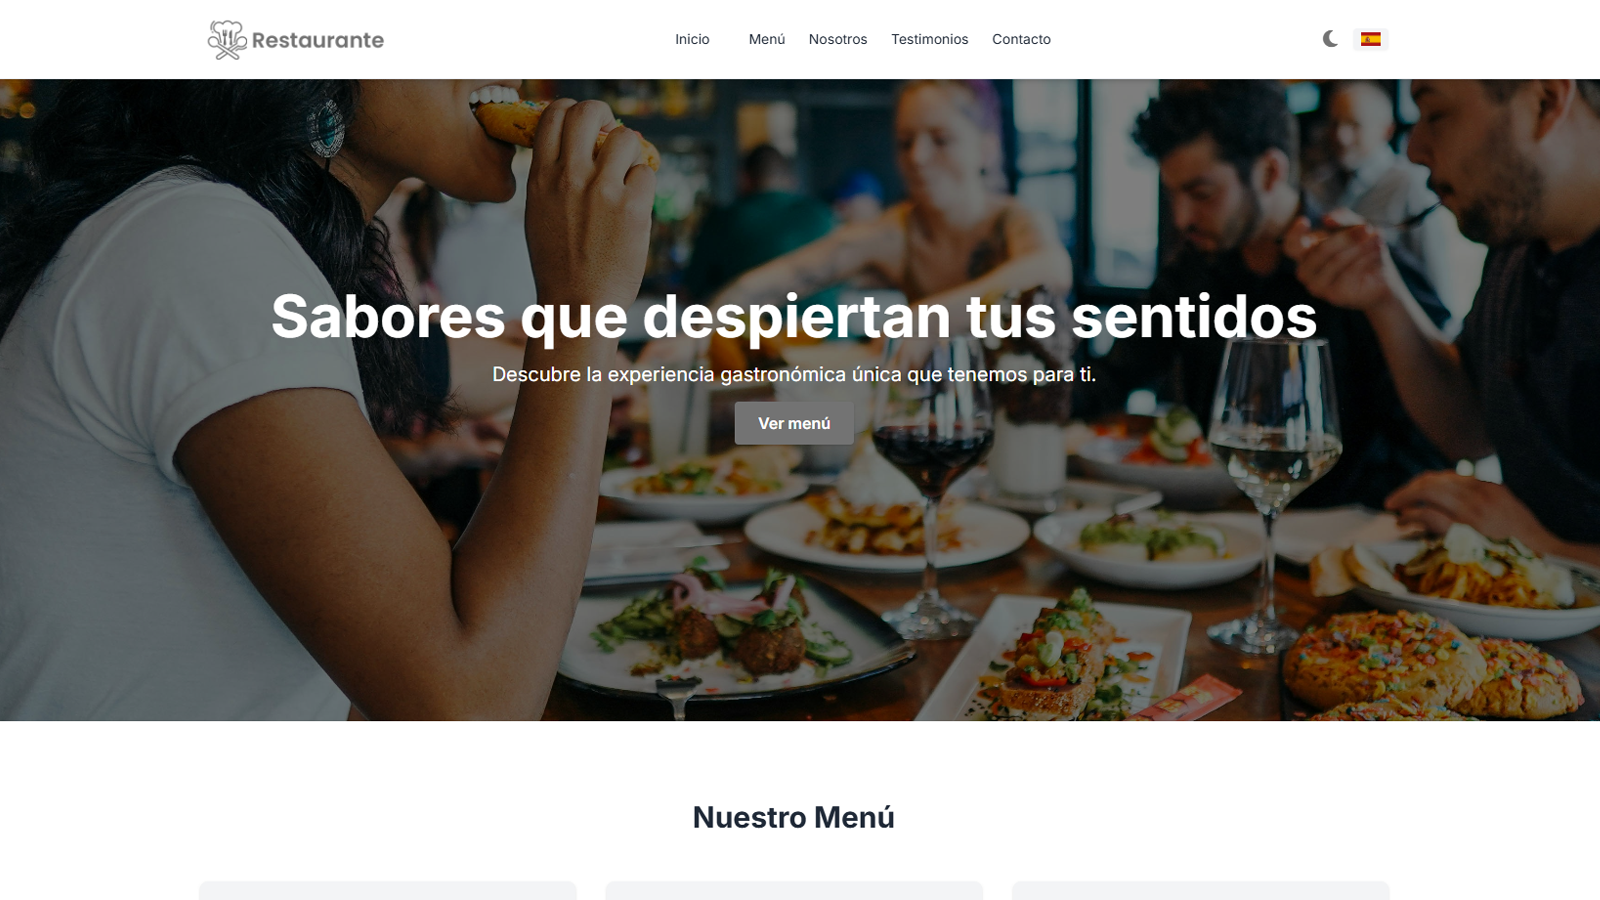 Restaurante
Inicio
Menú
Nosotros
Testimonios
Contacto
Sabores que despiertan tus sentidos
Descubre la experiencia gastronómica única que tenemos para ti.
Ver menú
Nuestro Menú